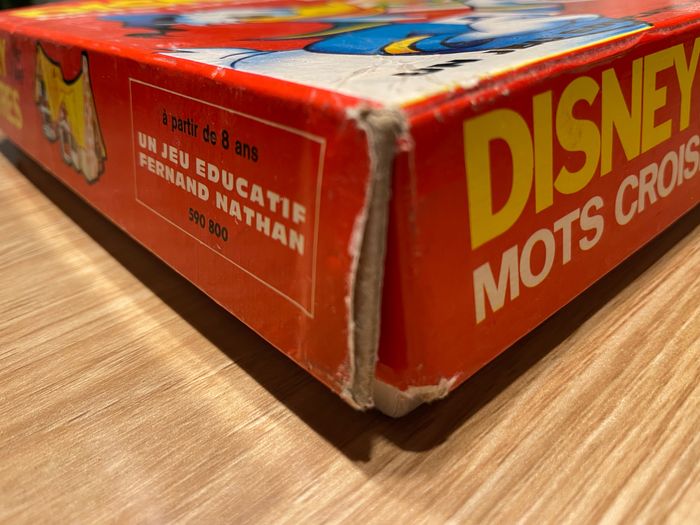 à partir de 8 ans
UN JEU EDUCATIF
FERNAND NATHAN
590 800
DISNEY
MOTS CROIS